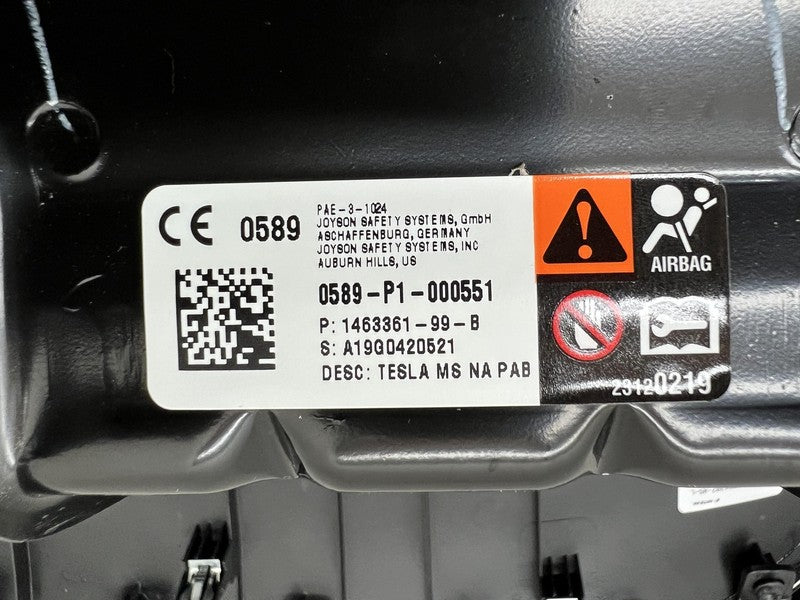 CE 0589
PAE-3-1024
JOYSON SAFETY SYSTEMS, GmbH
ASCHAFFENBURG, GERMANY
JOYSON SAFETY SYSTEMS, INC
AUBURN HILLS, US
0589-P1-000551
P: 1463361-99-B
S: A19G0420521
DESC: TESLA MS NA PAB
AIRBAG
23120219